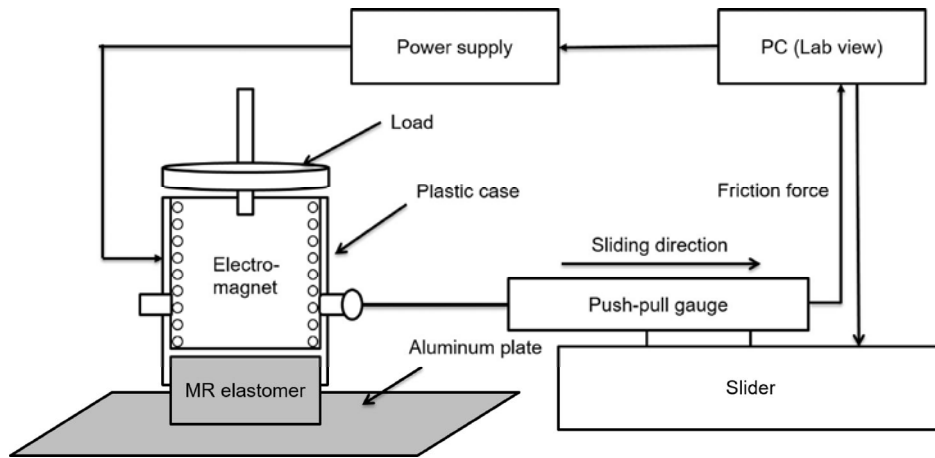 Power supply
PC (Lab view)
Load
Plastic case
Friction force
Sliding direction
Electro-
magnet
Push-pull gauge
Aluminum plate
MR elastomer
Slider